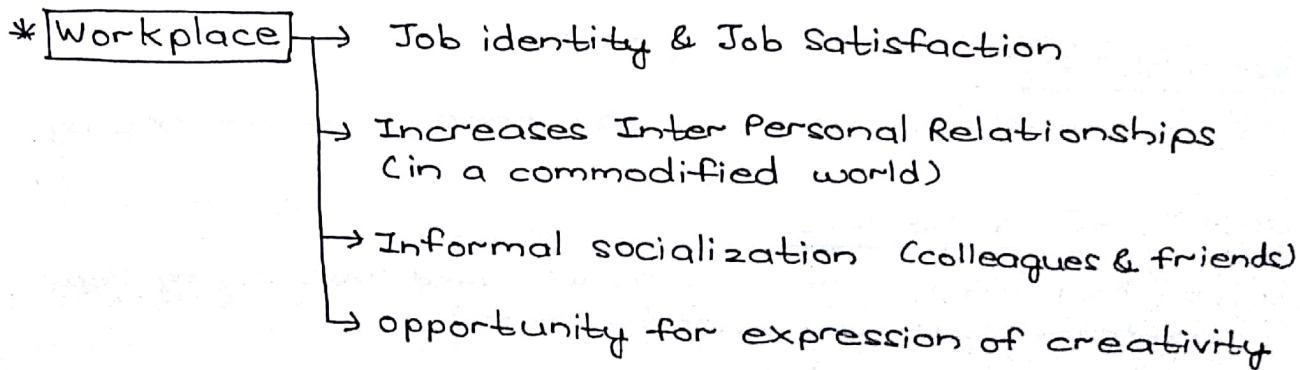 * Workplace → Job identity & Job Satisfaction
→ Increases Inter Personal Relationships
(in a commodified world)
→ Informal socialization (colleagues & friends)
→ opportunity for expression of creativity